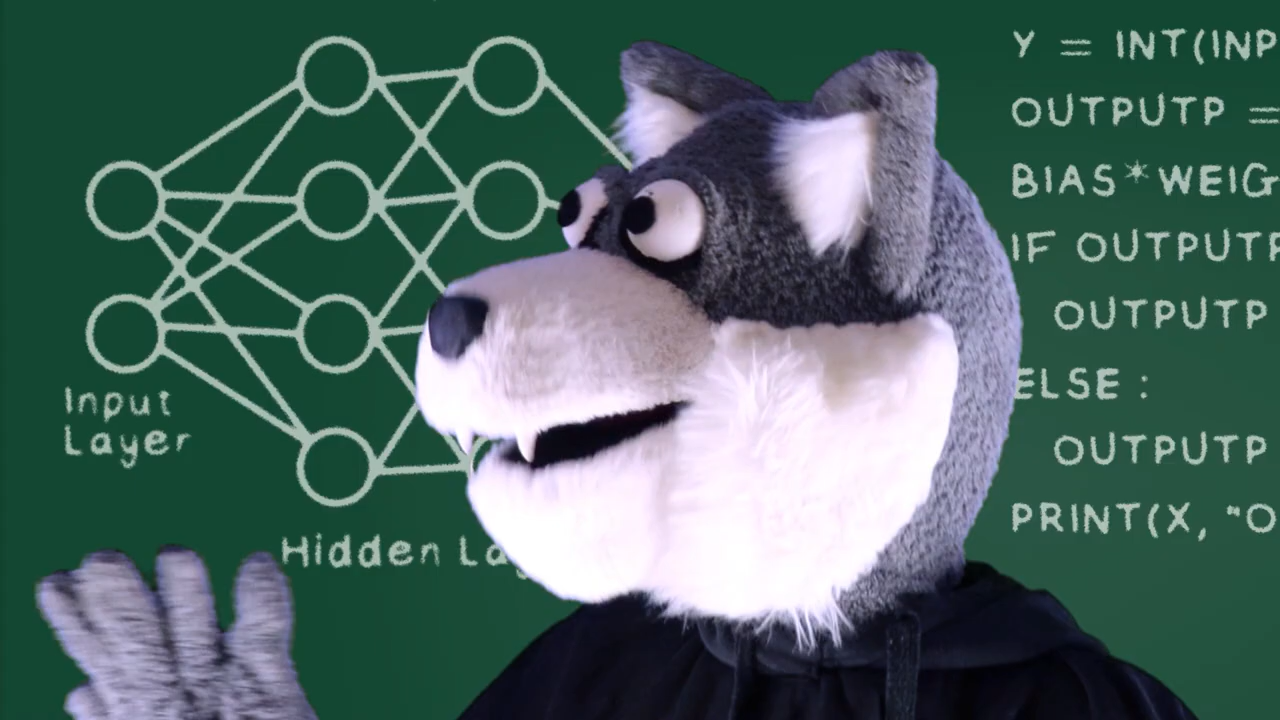 Input
Layer
Hidden
Y = INT(INP
OUTPUTP =
BIAS*WEIG
IF OUTPUTP
OUTPUTP
ELSE :
OUTPUTP
PRINT(X, "O